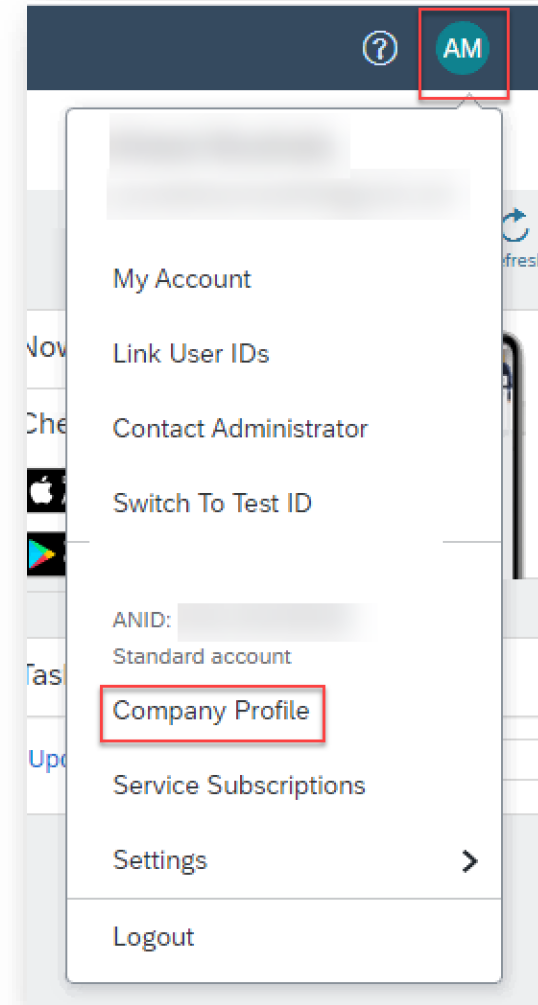 AM
My Account
efresh
Link User IDs
Contact Administrator
Switch To Test ID
ANID:
Standard account
Company Profile
Service Subscriptions
Settings
Logout